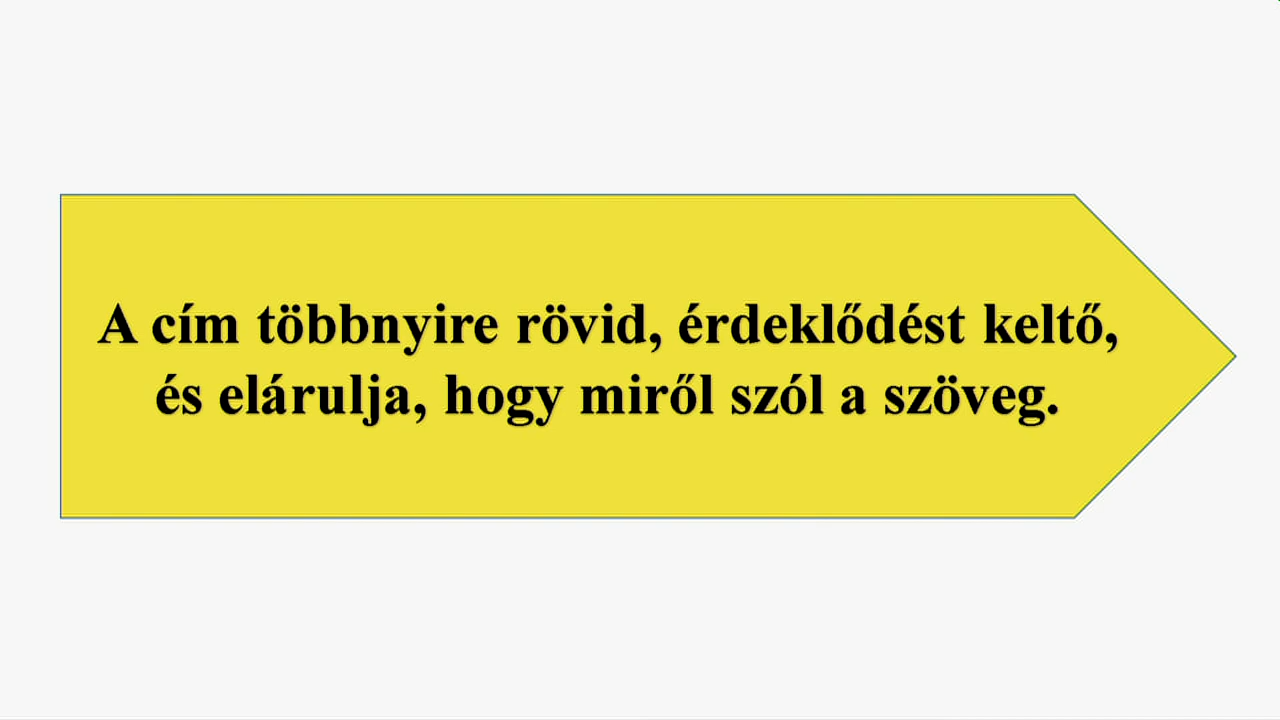 A cím többnyire rövid, érdeklődést keltő,
és elárulja, hogy miről szól a szöveg.